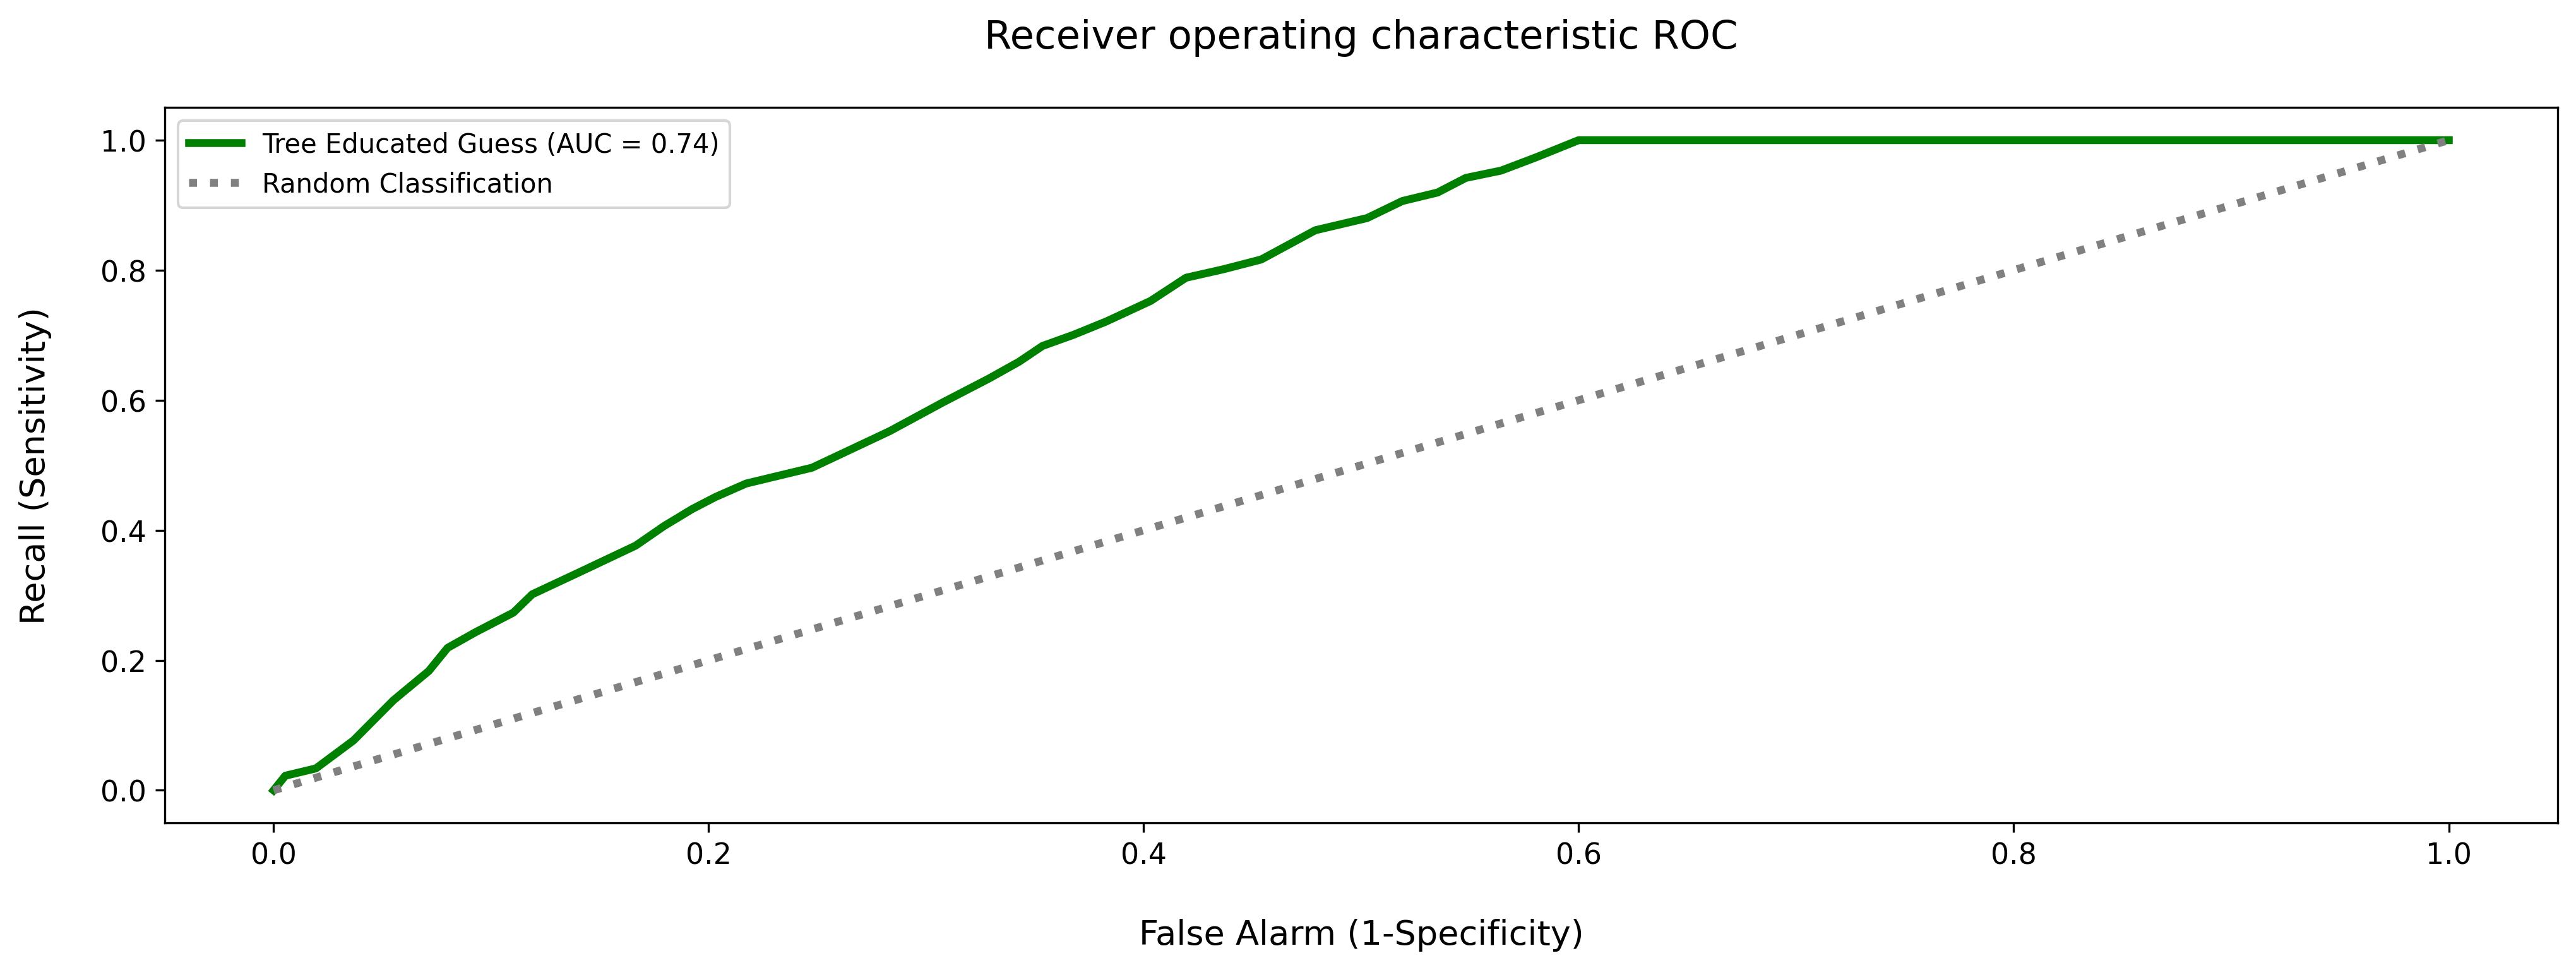 Receiver operating characteristic ROC
Tree Educated Guess (AUC = 0.74)
Random Classification
1.0
0.8
0.6
0.4
0.2
0.0
Recall (Sensitivity)
0.0 0.2 0.4 0.6 0.8 1.0
False Alarm (1-Specificity)